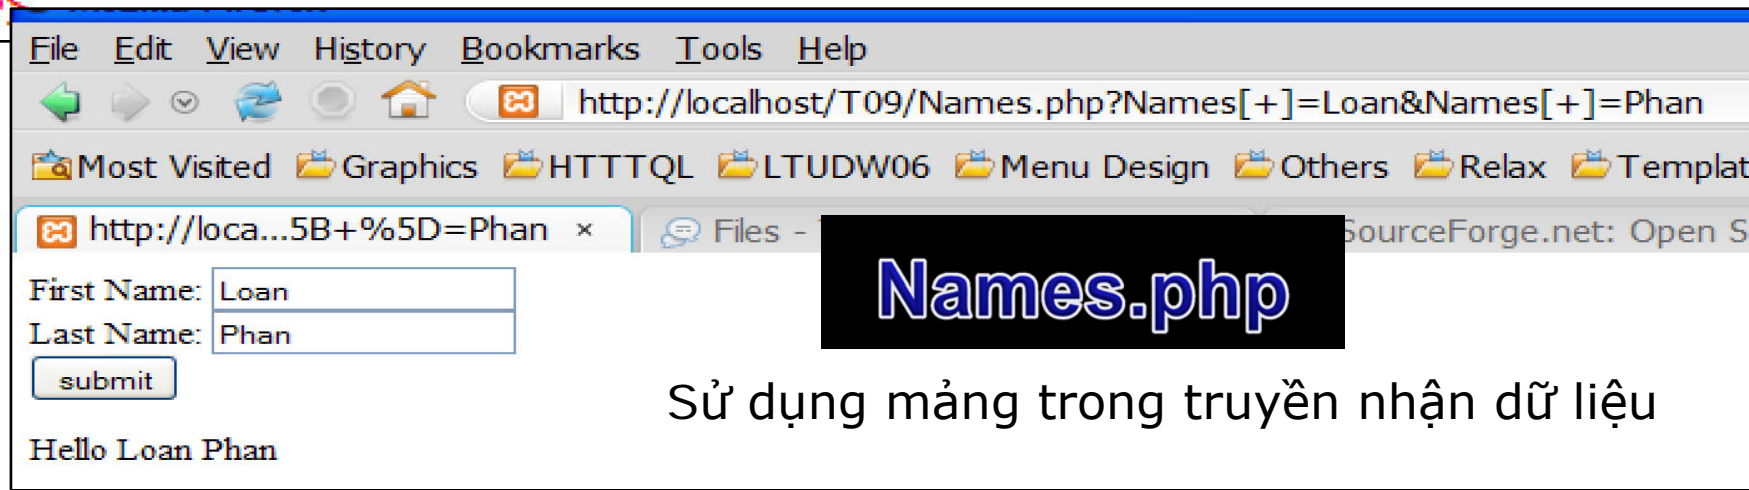 File Edit View History Bookmarks Tools Help
http://localhost/T09/Names.php?Names[+]=Loan&Names[+]=Phan
Most Visited Graphics HTTTQL LTUDW06 Menu Design Others Relax Templat
http://loca...5B+%5D=Phan × Files - SourceForge.net: Open S
Names.php
First Name: Loan
Last Name: Phan
submit
Sử dụng mảng trong truyền nhận dữ liệu
Hello Loan Phan